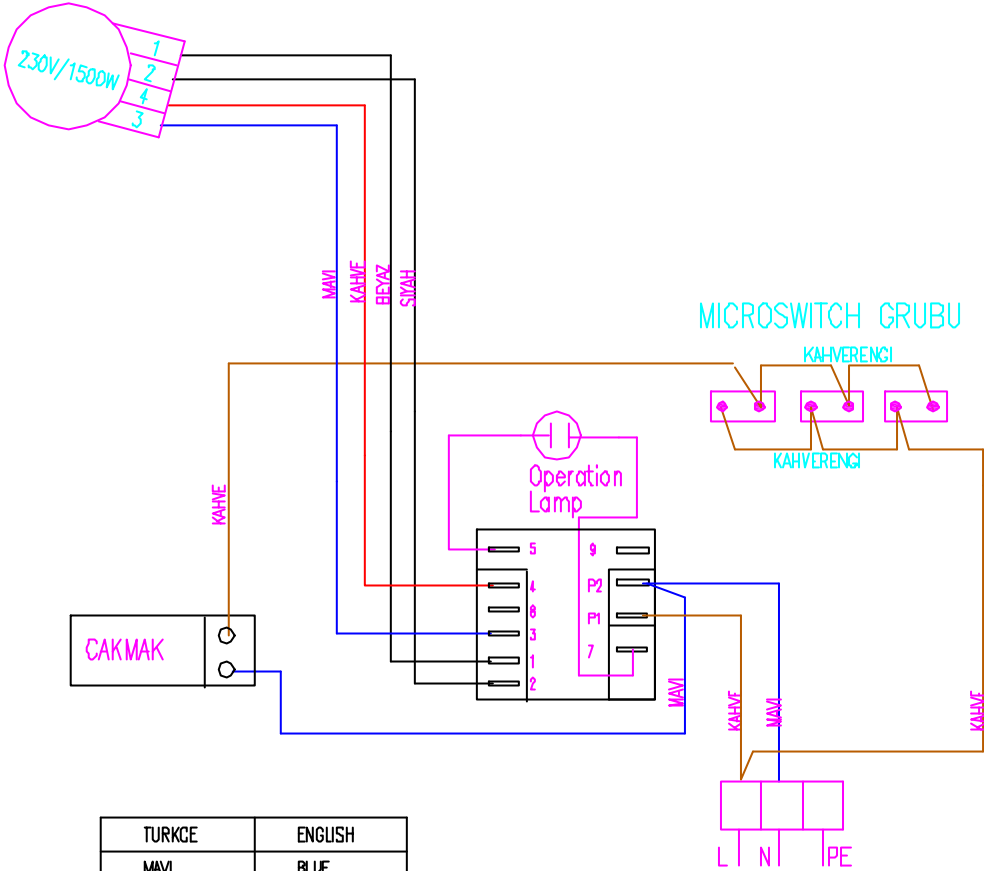 230V/1500W
1
2
4
3
MAVI
KAHVE
BEYAZ
SIYAH
MICROSWITCH GRUBU
KAHVERENGI
KAHVERENGI
KAHVE
Operation
Lamp
5
9
4
P2
8
P1
3
7
1
2
CAKMAK
MAVI
KAHVE
MAVI
KAHVE
L
N
PE
TURKCE ENGLISH
MAVI BLUE